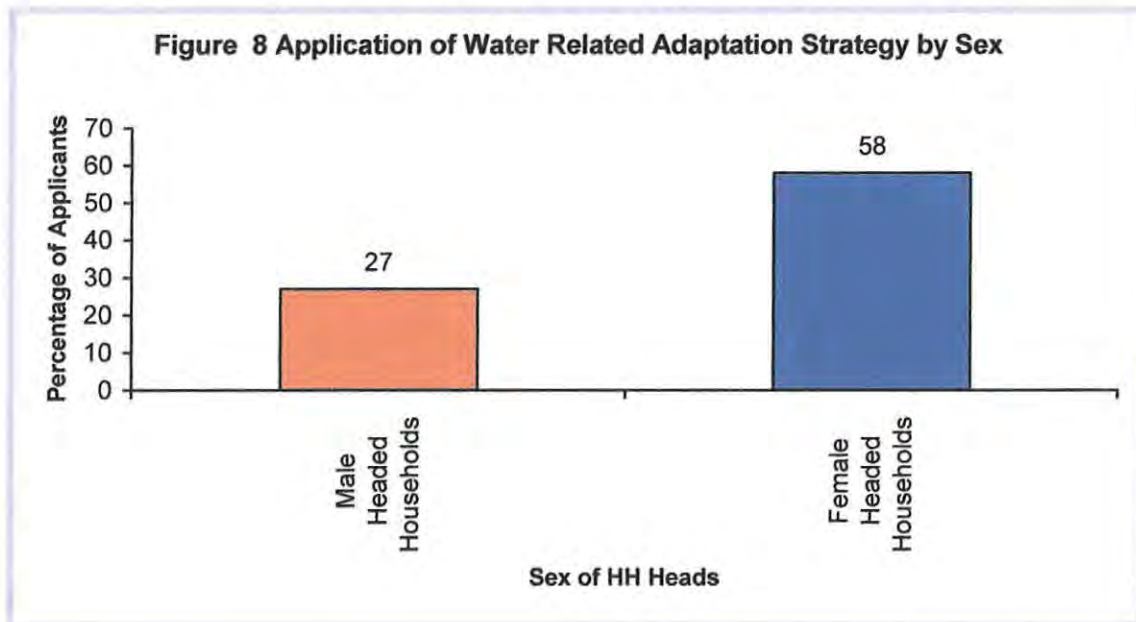 Figure 8 Application of Water Related Adaptation Strategy by Sex
Percentage of Applicants
70
60
50
40
30
20
10
0
27
58
Male
Headed
Households
Female
Headed
Households
Sex of HH Heads